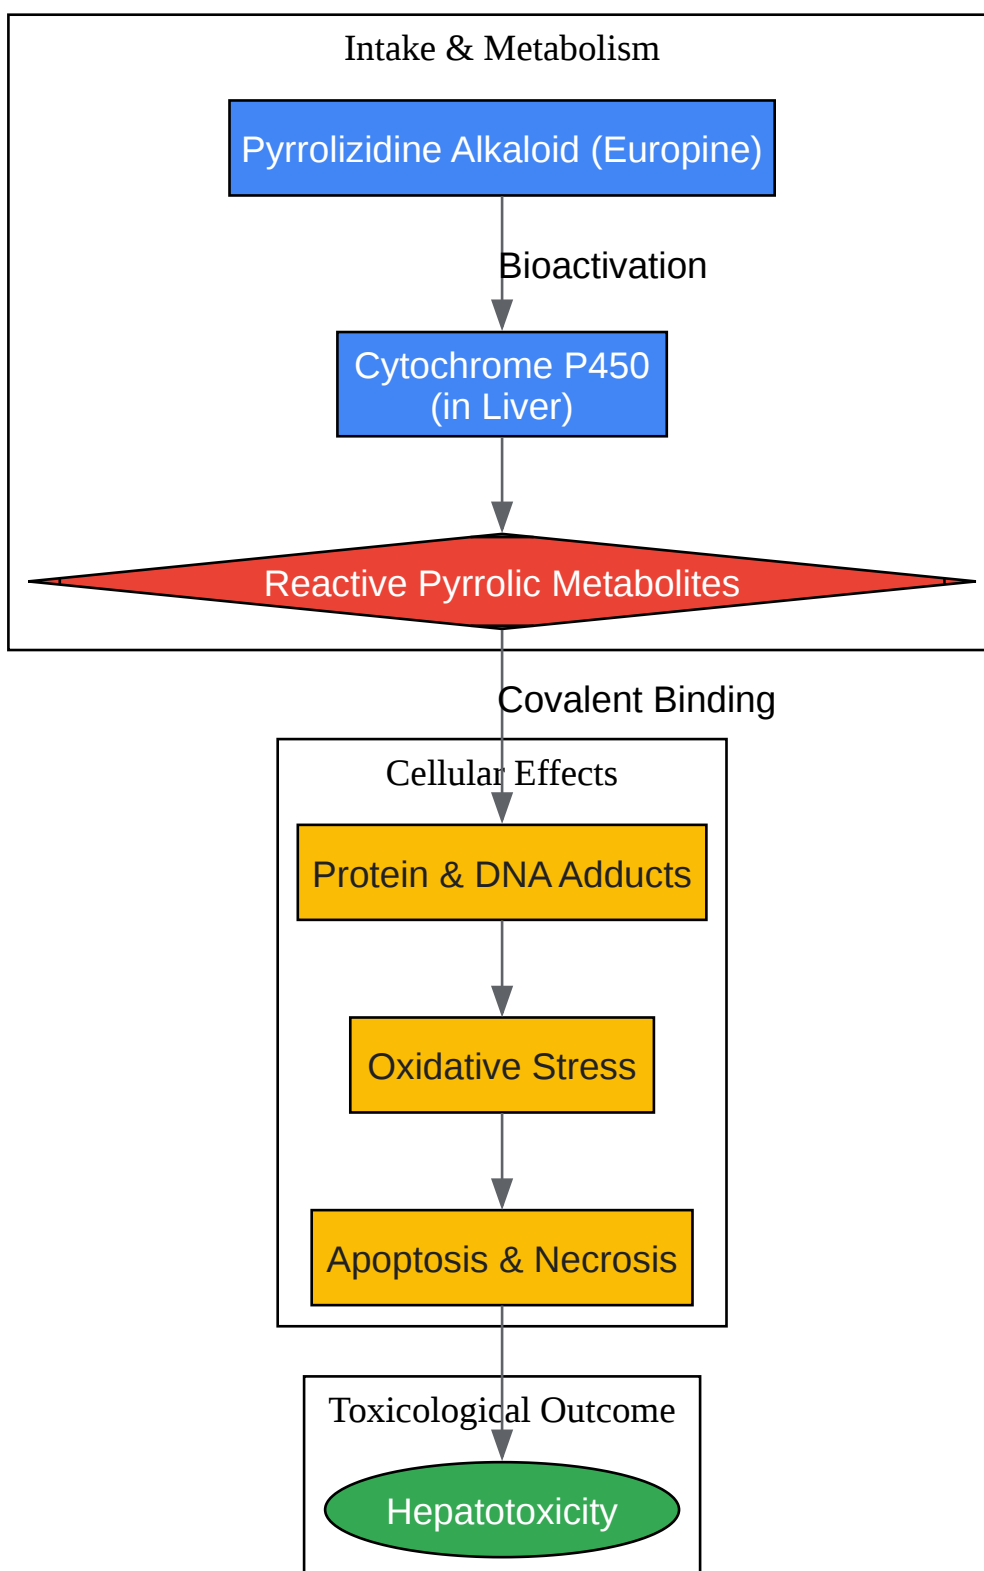 Intake & Metabolism
Pyrrolizidine Alkaloid (Europine)
Bioactivation
Cytochrome P450
(in Liver)
Reactive Pyrrolic Metabolites
Covalent Binding
Cellular Effects
Protein & DNA Adducts
Oxidative Stress
Apoptosis & Necrosis
Toxicological Outcome
Hepatotoxicity